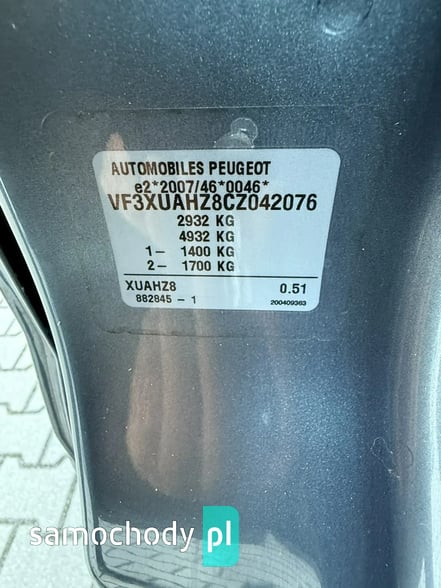 AUTOMOBILES PEUGEOT
e2*2007/46*0046*
VF3XUAHZ8CZ042076
2932 KG
4932 KG
1- 1400 KG
2- 1700 KG
XUAHZ8 0.51
882845 - 1 200409363
samochody pl